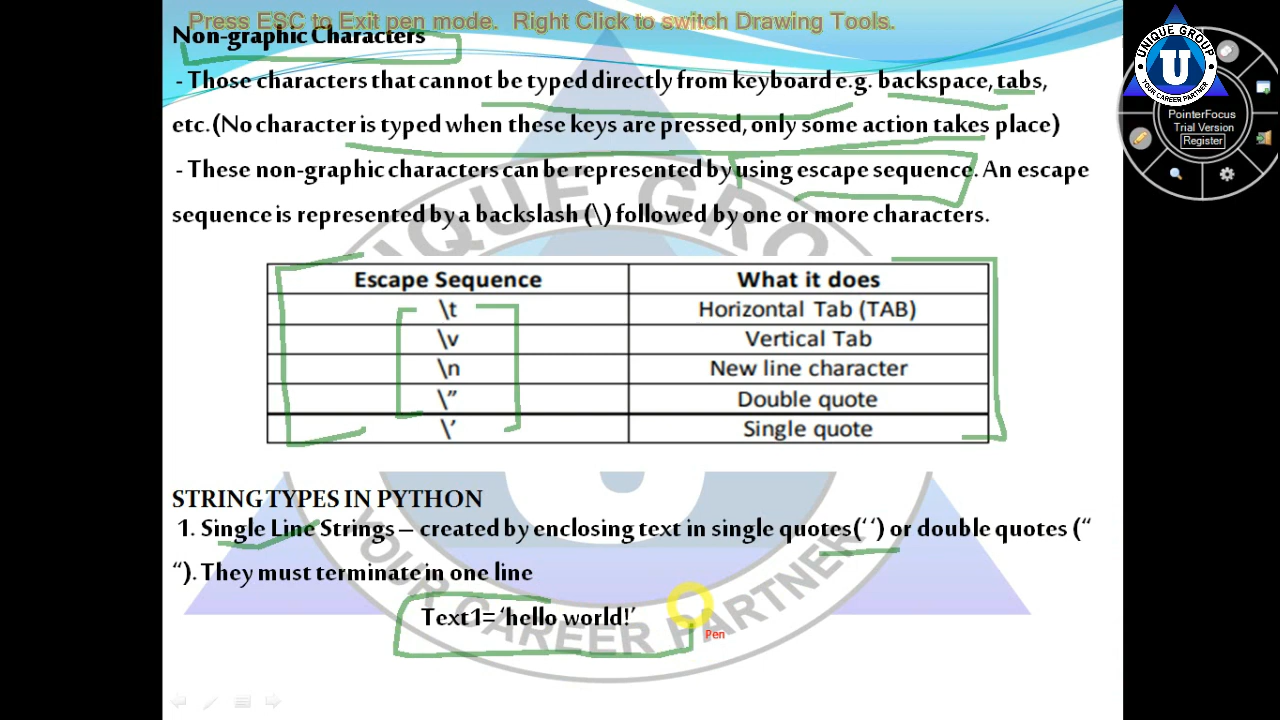 Press ESC to Exit pen mode. Right Click to switch Drawing Tools.
Non-graphic Characters
- Those characters that cannot be typed directly from keyboard e.g. backspace, tabs,
etc.(No character is typed when these keys are pressed, only some action takes place)
- These non-graphic characters can be represented by using escape sequence. An escape
sequence is represented by a backslash (\) followed by one or more characters.
Escape Sequence What it does
\t Horizontal Tab (TAB)
\v Vertical Tab
\n New line character
\” Double quote
\’ Single quote
STRING TYPES IN PYTHON
1. Single Line Strings – created by enclosing text in single quotes(‘ ‘) or double quotes (“
“). They must terminate in one line
Text1= ‘hello world!’
Pen
UNIQUE GROUP
U
YOUR CAREER PARTNER
PointerFocus
Trial Version
Register
UNIQUE GRO
YOUR CAREER PARTNER